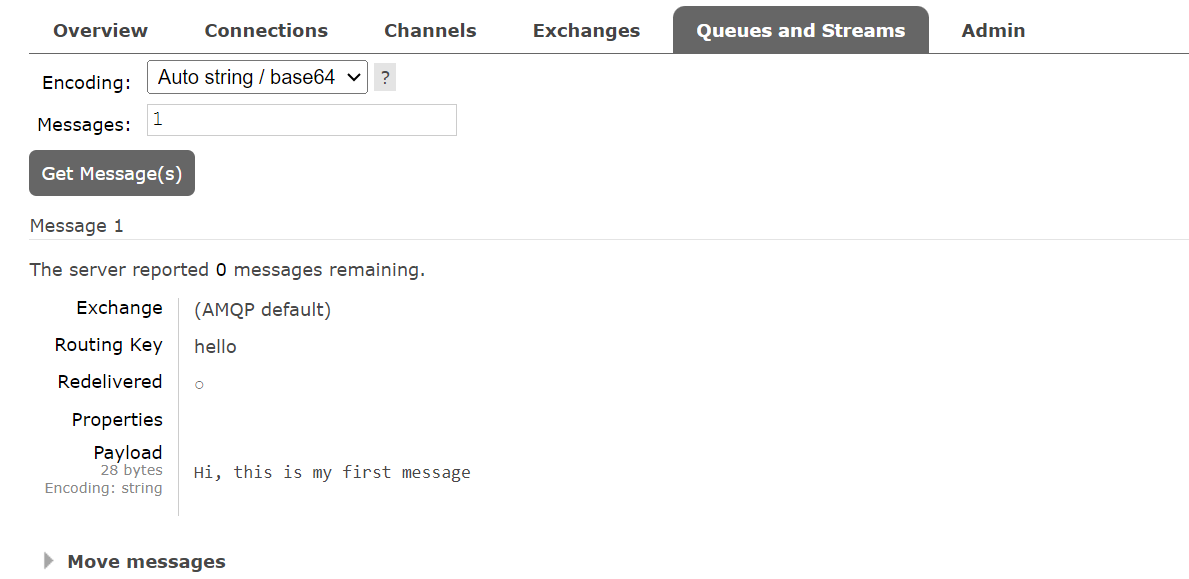 Overview Connections Channels Exchanges Queues and Streams Admin
Encoding: Auto string / base64 ?
Messages: 1
Get Message(s)
Message 1
The server reported 0 messages remaining.
Exchange (AMQP default)
Routing Key hello
Redelivered ○
Properties
Payload
28 bytes
Encoding: string
Hi, this is my first message
Move messages